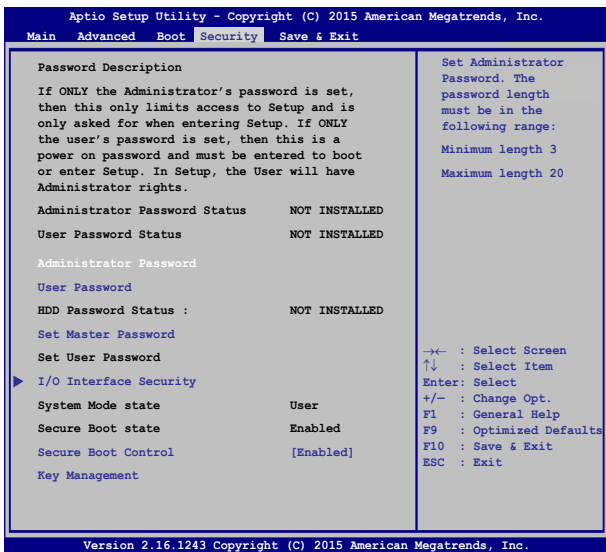 Aptio Setup Utility - Copyright (C) 2015 American Megatrends, Inc.
Main Advanced Boot Security Save & Exit
Password Description
If ONLY the Administrator's password is set,
then this only limits access to Setup and is
only asked for when entering Setup. If ONLY
the user's password is set, then this is a
power on password and must be entered to boot
or enter Setup. In Setup, the User will have
Administrator rights.
Administrator Password Status NOT INSTALLED
User Password Status NOT INSTALLED
Administrator Password
User Password
HDD Password Status : NOT INSTALLED
Set Master Password
Set User Password
I/O Interface Security
System Mode state User
Secure Boot state Enabled
Secure Boot Control [Enabled]
Key Management
Set Administrator
Password. The
password length
must be in the
following range:
Minimum length 3
Maximum length 20
→← : Select Screen
↑↓ : Select Item
Enter: Select
+/— : Change Opt.
F1 : General Help
F9 : Optimized Defaults
F10 : Save & Exit
ESC : Exit
Version 2.16.1243 Copyright (C) 2015 American Megatrends, Inc.